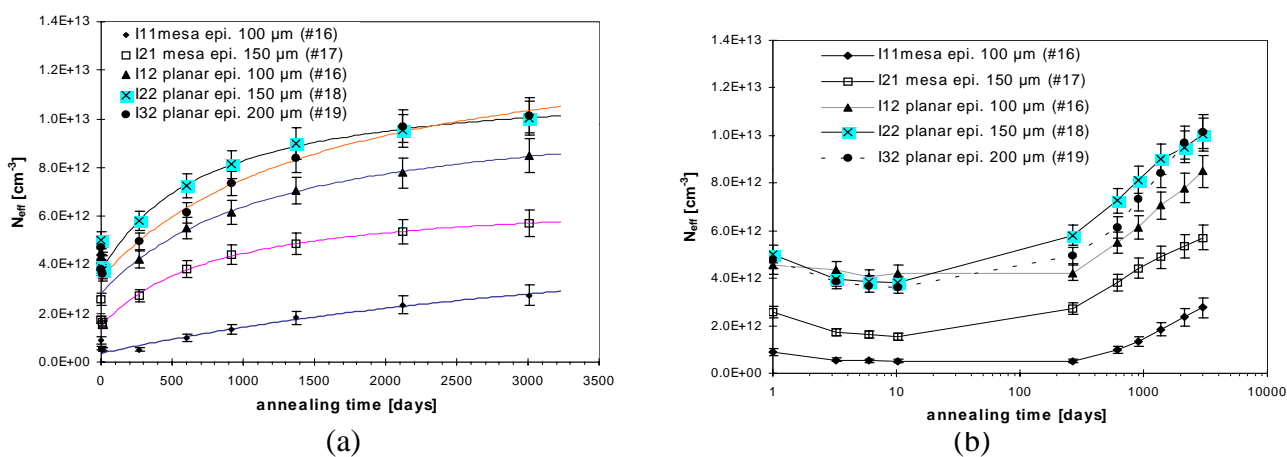 1.4E+13
1.2E+13
1.0E+13
8.0E+12
6.0E+12
4.0E+12
2.0E+12
0.0E+00
Neff [cm-3]
I11mesa epi. 100 µm (#16)
I21 mesa epi. 150 µm (#17)
I12 planar epi. 100 µm (#16)
I22 planar epi. 150 µm (#18)
I32 planar epi. 200 µm (#19)
0 500 1000 1500 2000 2500 3000 3500
annealing time [days]
(a)
1.4E+13
1.2E+13
1.0E+13
8.0E+12
6.0E+12
4.0E+12
2.0E+12
0.0E+00
Neff [cm-3]
I11mesa epi. 100 µm (#16)
I21 mesa epi. 150 µm (#17)
I12 planar epi. 100 µm (#16)
I22 planar epi. 150 µm (#18)
I32 planar epi. 200 µm (#19)
1 10 100 1000 10000
annealing time [days]
(b)